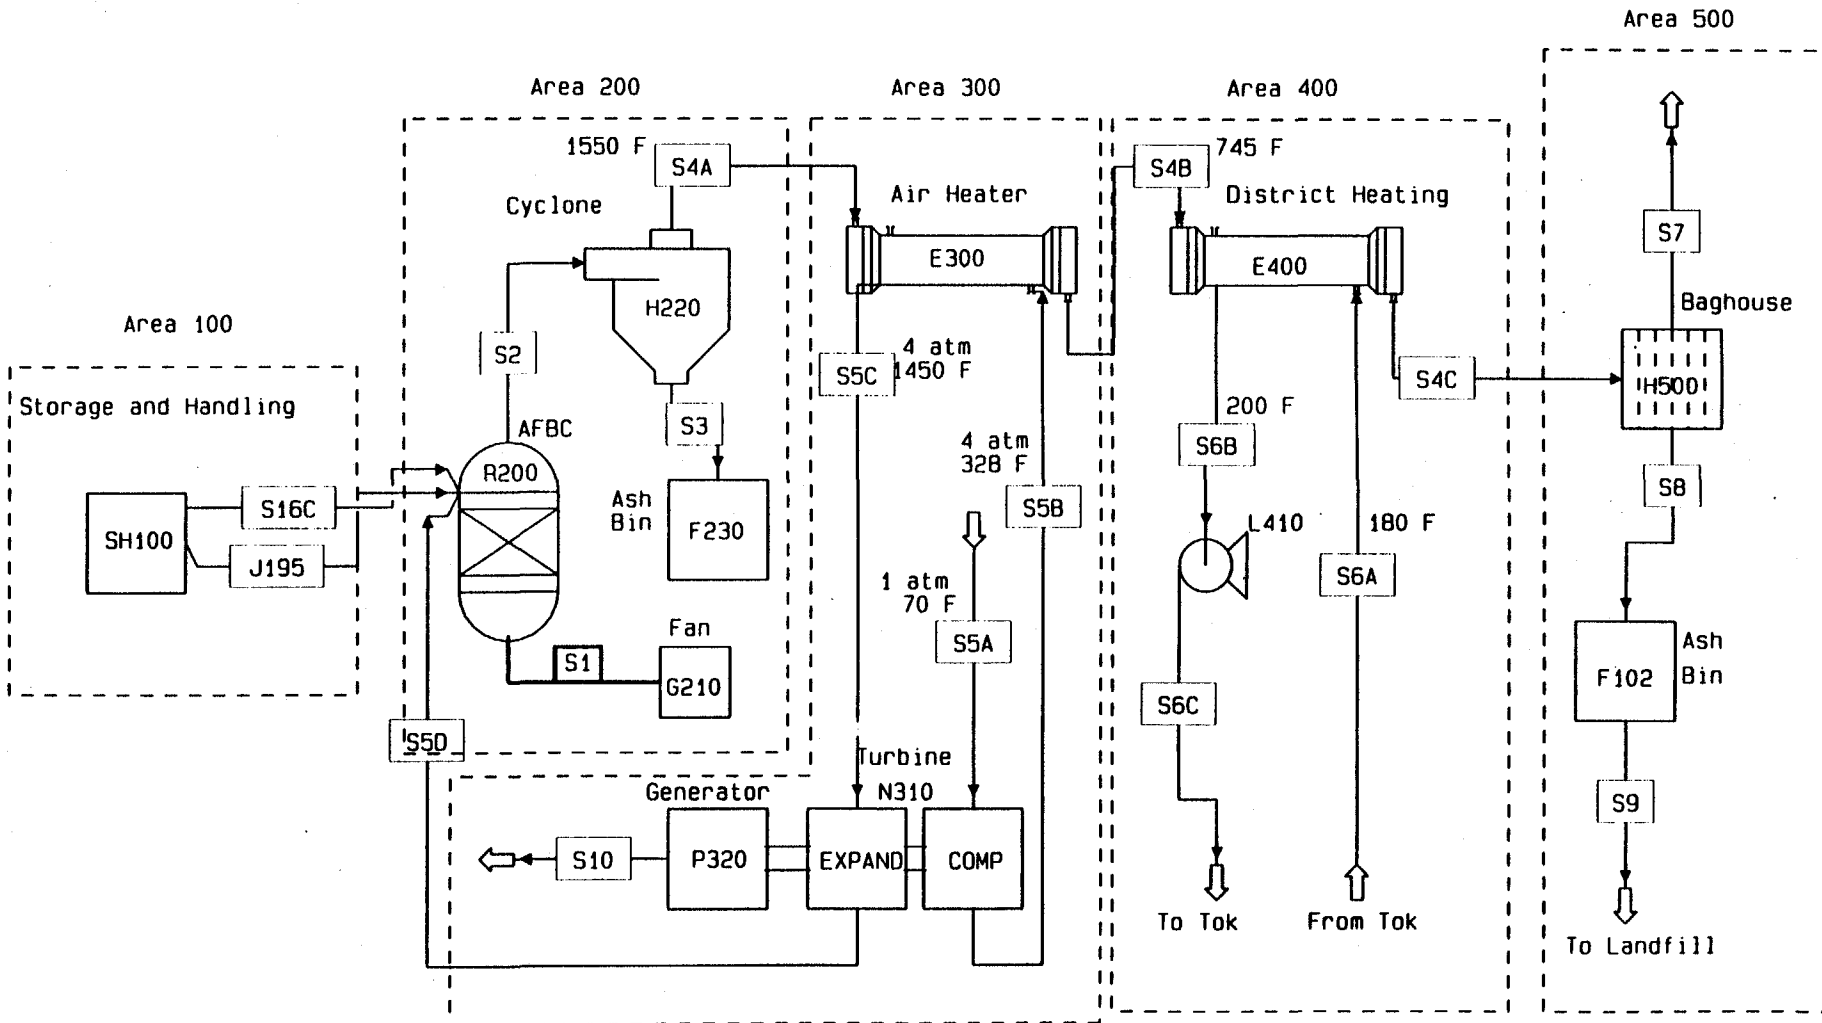 Area 500
Area 200
Area 300
Area 400
1550 F
S4A
S4B
745 F
Cyclone
Air Heater
District Heating
S7
E300
E400
H220
Baghouse
Area 100
S2
4 atm
1450 F
S5C
S4C
H500
Storage and Handling
S3
200 F
AFBC
S6B
4 atm
328 F
R200
S8
Ash
Bin
S16C
S5B
L410
180 F
SH100
F230
J195
1 atm
70 F
S6A
Fan
S1
S5A
Ash
Bin
F102
G210
S6C
S5D
Turbine
N310
Generator
S9
S10
P320
EXPAND
COMP
To Tok
From Tok
To Landfill